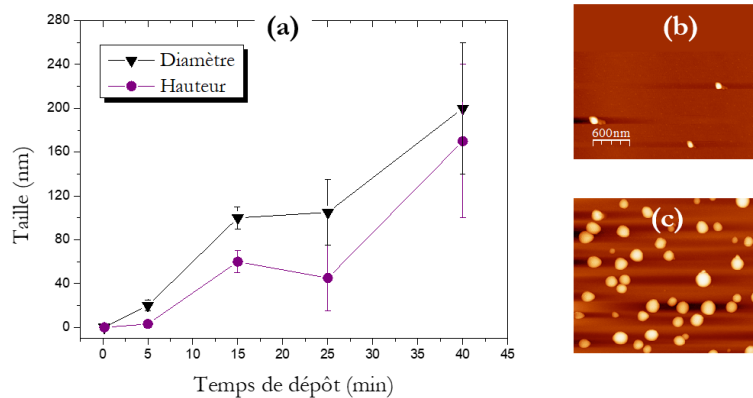 (a)
Diamètre
Hauteur
Taille (nm)
280
240
200
160
120
80
40
0
0 5 10 15 20 25 30 35 40 45
Temps de dépôt (min)
(b)
600nm
(c)